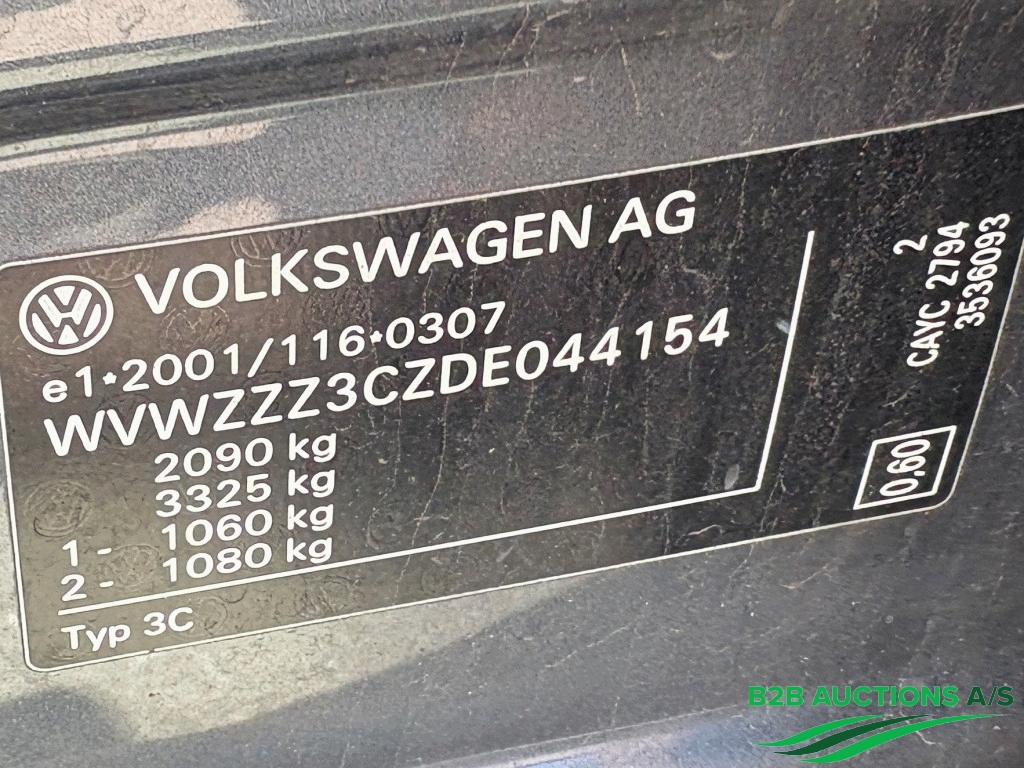 VOLKSWAGEN AG
e1*2001/116*0307
WVWZZZ3CZDE044154
2090 kg
3325 kg
1 - 1060 kg
2 - 1080 kg
Typ 3C
2
CAYC 2794
3536093
0,60
B2B AUCTIONS A/S